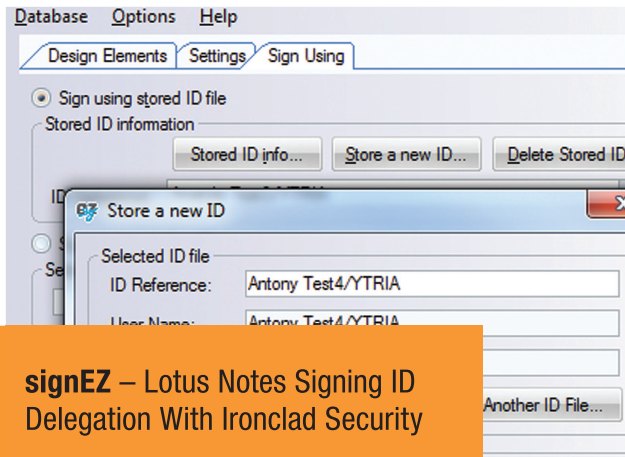 Database Options Help
Design Elements Settings Sign Using
Sign using stored ID file
Stored ID information
Stored ID info... Store a new ID... Delete Stored ID
ID
Store a new ID
Selected ID file
ID Reference: Antony Test4/YTRIA
User Name: Antony Test4/YTRIA
Another ID File...
signEZ – Lotus Notes Signing ID
Delegation With Ironclad Security